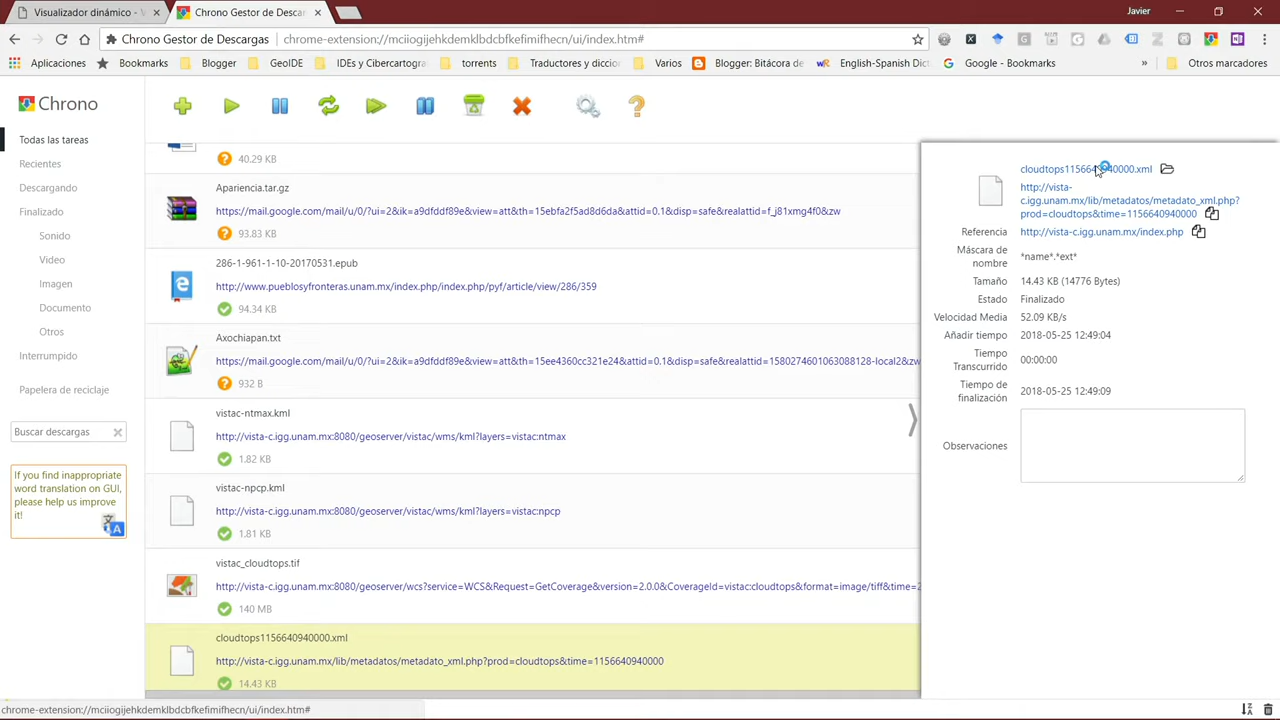 Visualizador dinámico - V
Chrono Gestor de Descar
Javier
Chrono Gestor de Descargas
chrome-extension://mciiogijehkdemklbdcbfkefimifhecn/ui/index.htm#
Aplicaciones
Bookmarks
Blogger
GeoIDE
IDEs y Cibercartogra
torrents
Traductores y diccio
Varios
Blogger: Bitácora de
English-Spanish Dict
Google - Bookmarks
»
Otros marcadores
Chrono
Todas las tareas
Recientes
Descargando
Finalizado
Sonido
Video
Imagen
Documento
Otros
Interrumpido
Papelera de reciclaje
Buscar descargas
If you find inappropriate
word translation on GUI,
please help us improve
it!
40.29 KB
Apariencia.tar.gz
https://mail.google.com/mail/u/0/?ui=2&ik=a9dfddf89e&view=att&th=15ebfa2f5ad8d6da&attid=0.1&disp=safe&realattid=f_j81xmg4f0&zw
93.83 KB
286-1-961-1-10-20170531.epub
http://www.pueblosyfronteras.unam.mx/index.php/index.php/pyf/article/view/286/359
94.34 KB
Axochiapan.txt
https://mail.google.com/mail/u/0/?ui=2&ik=a9dfddf89e&view=att&th=15ee4360cc321e24&attid=0.1&disp=safe&realattid=1580274601063088128-local2&zw
932 B
vistac-ntmax.kml
http://vista-c.igg.unam.mx:8080/geoserver/vistac/wms/kml?layers=vistac:ntmax
1.82 KB
vistac-npcp.kml
http://vista-c.igg.unam.mx:8080/geoserver/vistac/wms/kml?layers=vistac:npcp
1.81 KB
vistac_cloudtops.tif
http://vista-c.igg.unam.mx:8080/geoserver/wcs?service=WCS&Request=GetCoverage&version=2.0.0&CoverageId=vistac:cloudtops&format=image/tiff&time=2
140 MB
cloudtops1156640940000.xml
http://vista-c.igg.unam.mx/lib/metadatos/metadato_xml.php?prod=cloudtops&time=1156640940000
14.43 KB
cloudtops1156640940000.xml
http://vista-
c.igg.unam.mx/lib/metadatos/metadato_xml.php?
prod=cloudtops&time=1156640940000
Referencia
http://vista-c.igg.unam.mx/index.php
Máscara de
nombre
*name*.*ext*
Tamaño
14.43 KB (14776 Bytes)
Estado
Finalizado
Velocidad Media
52.09 KB/s
Añadir tiempo
2018-05-25 12:49:04
Tiempo
Transcurrido
00:00:00
Tiempo de
finalización
2018-05-25 12:49:09
Observaciones
chrome-extension://mciiogijehkdemklbdcbfkefimifhecn/ui/index.htm#